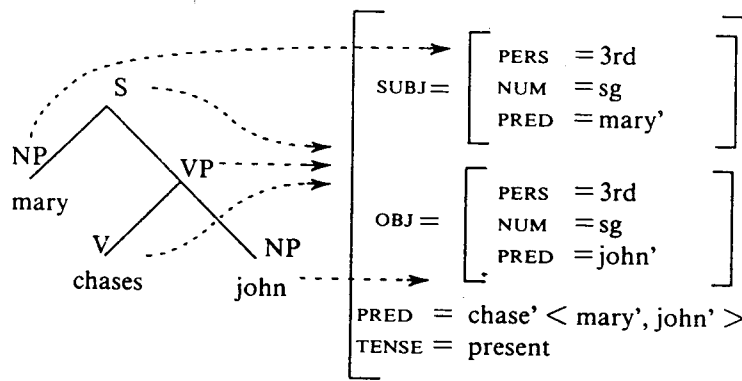 S
NP
VP
mary
V
NP
chases
john
SUBJ =
PERS = 3rd
NUM = sg
PRED = mary'
OBJ =
PERS = 3rd
NUM = sg
PRED = john'
PRED = chase' < mary', john' >
TENSE = present